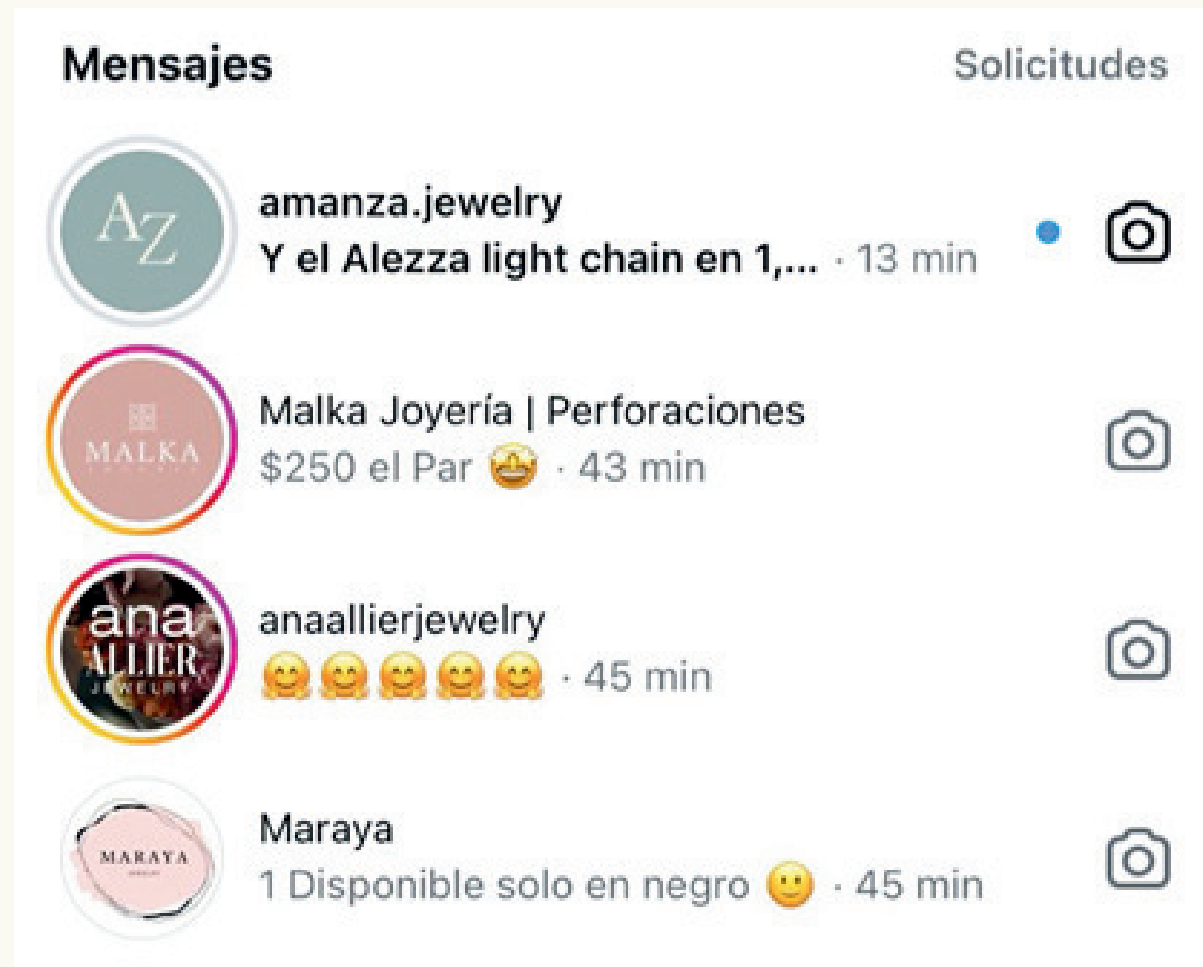 Mensajes Solicitudes
AZ
amanza.jewelry
Y el Alezza light chain en 1,... · 13 min
MALKA
Malka Joyería | Perforaciones
$250 el Par 🤩 · 43 min
ana
ALLIER
JEWELRY
anaallierjewelry
🤗🤗🤗🤗🤗 · 45 min
MARAYA
Maraya
1 Disponible solo en negro 🙂 · 45 min